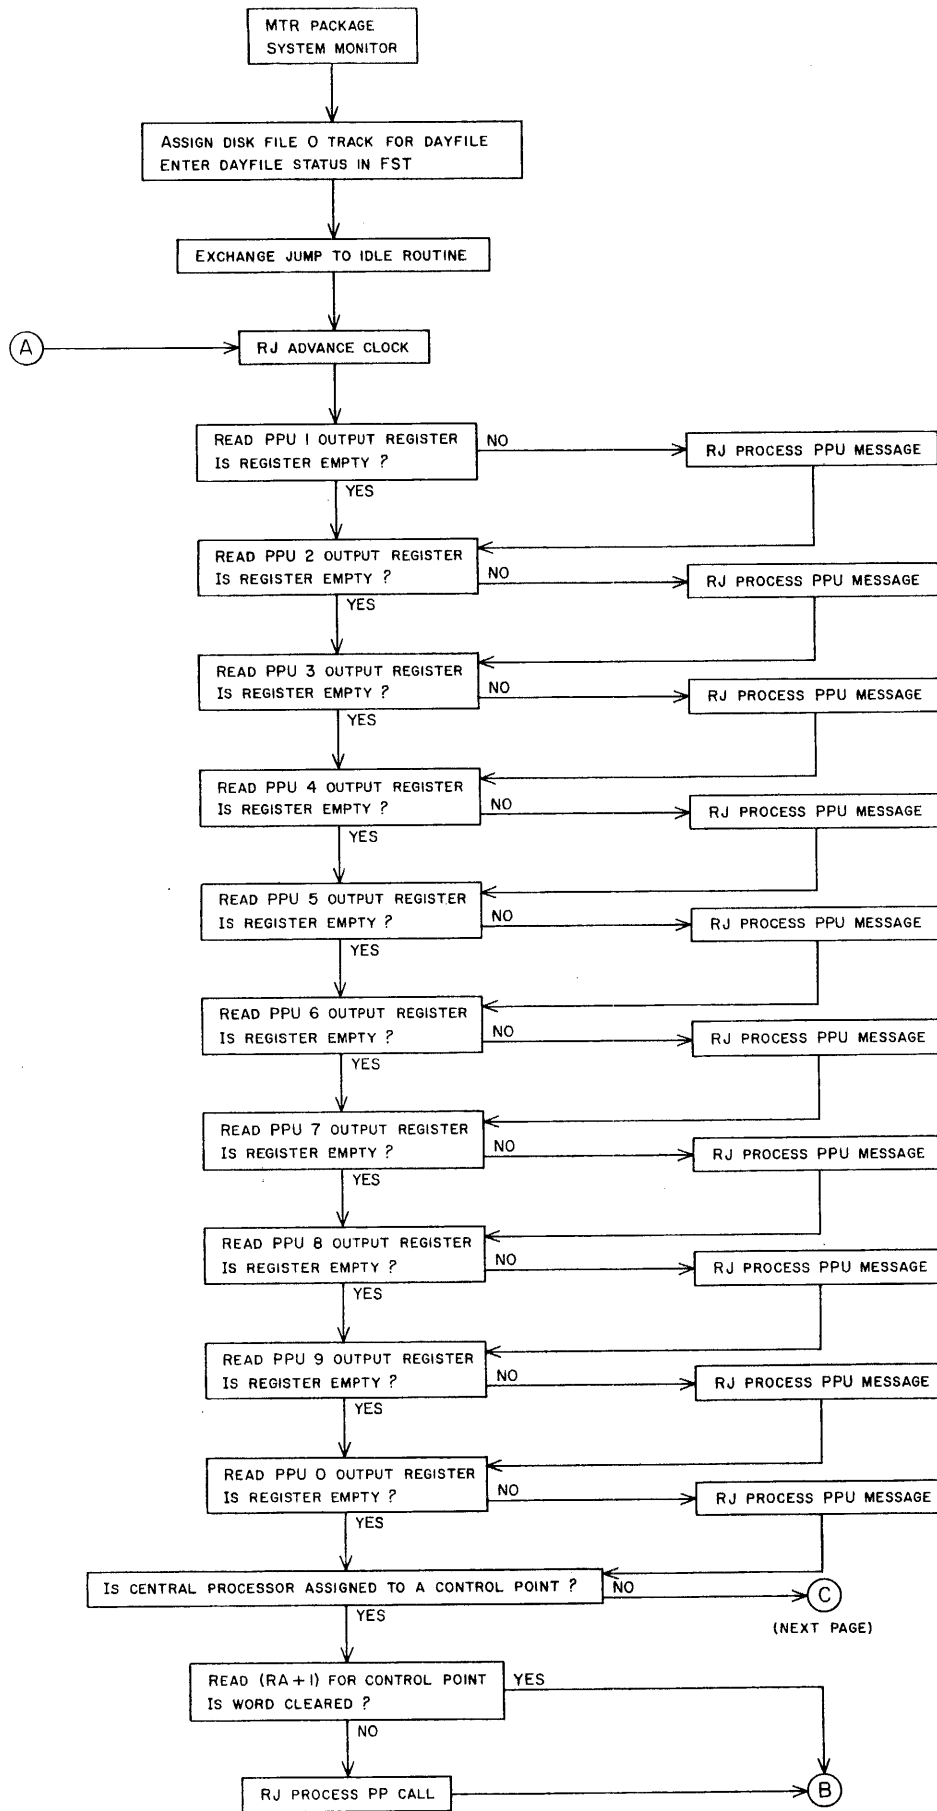 MTR PACKAGE
SYSTEM MONITOR
ASSIGN DISK FILE 0 TRACK FOR DAYFILE
ENTER DAYFILE STATUS IN FST
EXCHANGE JUMP TO IDLE ROUTINE
A
RJ ADVANCE CLOCK
READ PPU 1 OUTPUT REGISTER
IS REGISTER EMPTY ?
NO
RJ PROCESS PPU MESSAGE
YES
READ PPU 2 OUTPUT REGISTER
IS REGISTER EMPTY ?
NO
RJ PROCESS PPU MESSAGE
YES
READ PPU 3 OUTPUT REGISTER
IS REGISTER EMPTY ?
NO
RJ PROCESS PPU MESSAGE
YES
READ PPU 4 OUTPUT REGISTER
IS REGISTER EMPTY ?
NO
RJ PROCESS PPU MESSAGE
YES
READ PPU 5 OUTPUT REGISTER
IS REGISTER EMPTY ?
NO
RJ PROCESS PPU MESSAGE
YES
READ PPU 6 OUTPUT REGISTER
IS REGISTER EMPTY ?
NO
RJ PROCESS PPU MESSAGE
YES
READ PPU 7 OUTPUT REGISTER
IS REGISTER EMPTY ?
NO
RJ PROCESS PPU MESSAGE
YES
READ PPU 8 OUTPUT REGISTER
IS REGISTER EMPTY ?
NO
RJ PROCESS PPU MESSAGE
YES
READ PPU 9 OUTPUT REGISTER
IS REGISTER EMPTY ?
NO
RJ PROCESS PPU MESSAGE
YES
READ PPU 0 OUTPUT REGISTER
IS REGISTER EMPTY ?
NO
RJ PROCESS PPU MESSAGE
YES
IS CENTRAL PROCESSOR ASSIGNED TO A CONTROL POINT ?
NO
C
(NEXT PAGE)
YES
READ (RA+1) FOR CONTROL POINT
IS WORD CLEARED ?
YES
NO
RJ PROCESS PP CALL
B